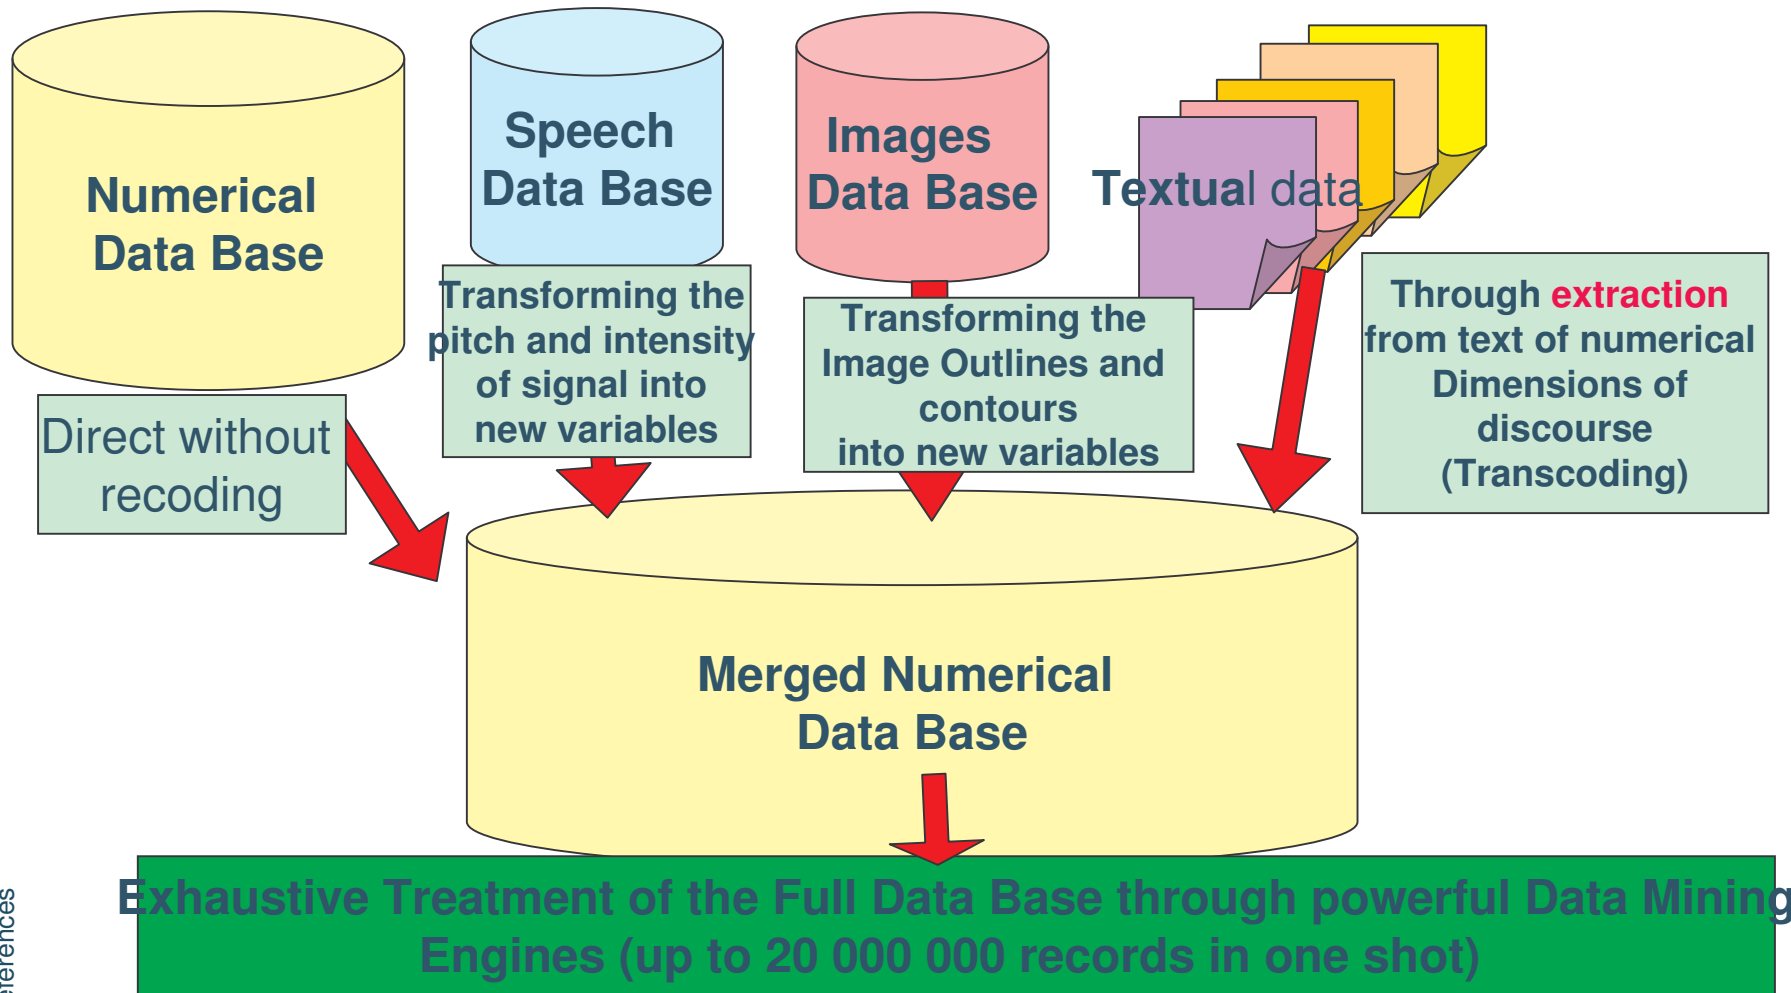 Numerical
Data Base
Speech
Data Base
Images
Data Base
Textual data
Direct without
recoding
Transforming the
pitch and intensity
of signal into
new variables
Transforming the
Image Outlines and
contours
into new variables
Through extraction
from text of numerical
Dimensions of
discourse
(Transcoding)
Merged Numerical
Data Base
Exhaustive Treatment of the Full Data Base through powerful Data Mining
Engines (up to 20 000 000 records in one shot)